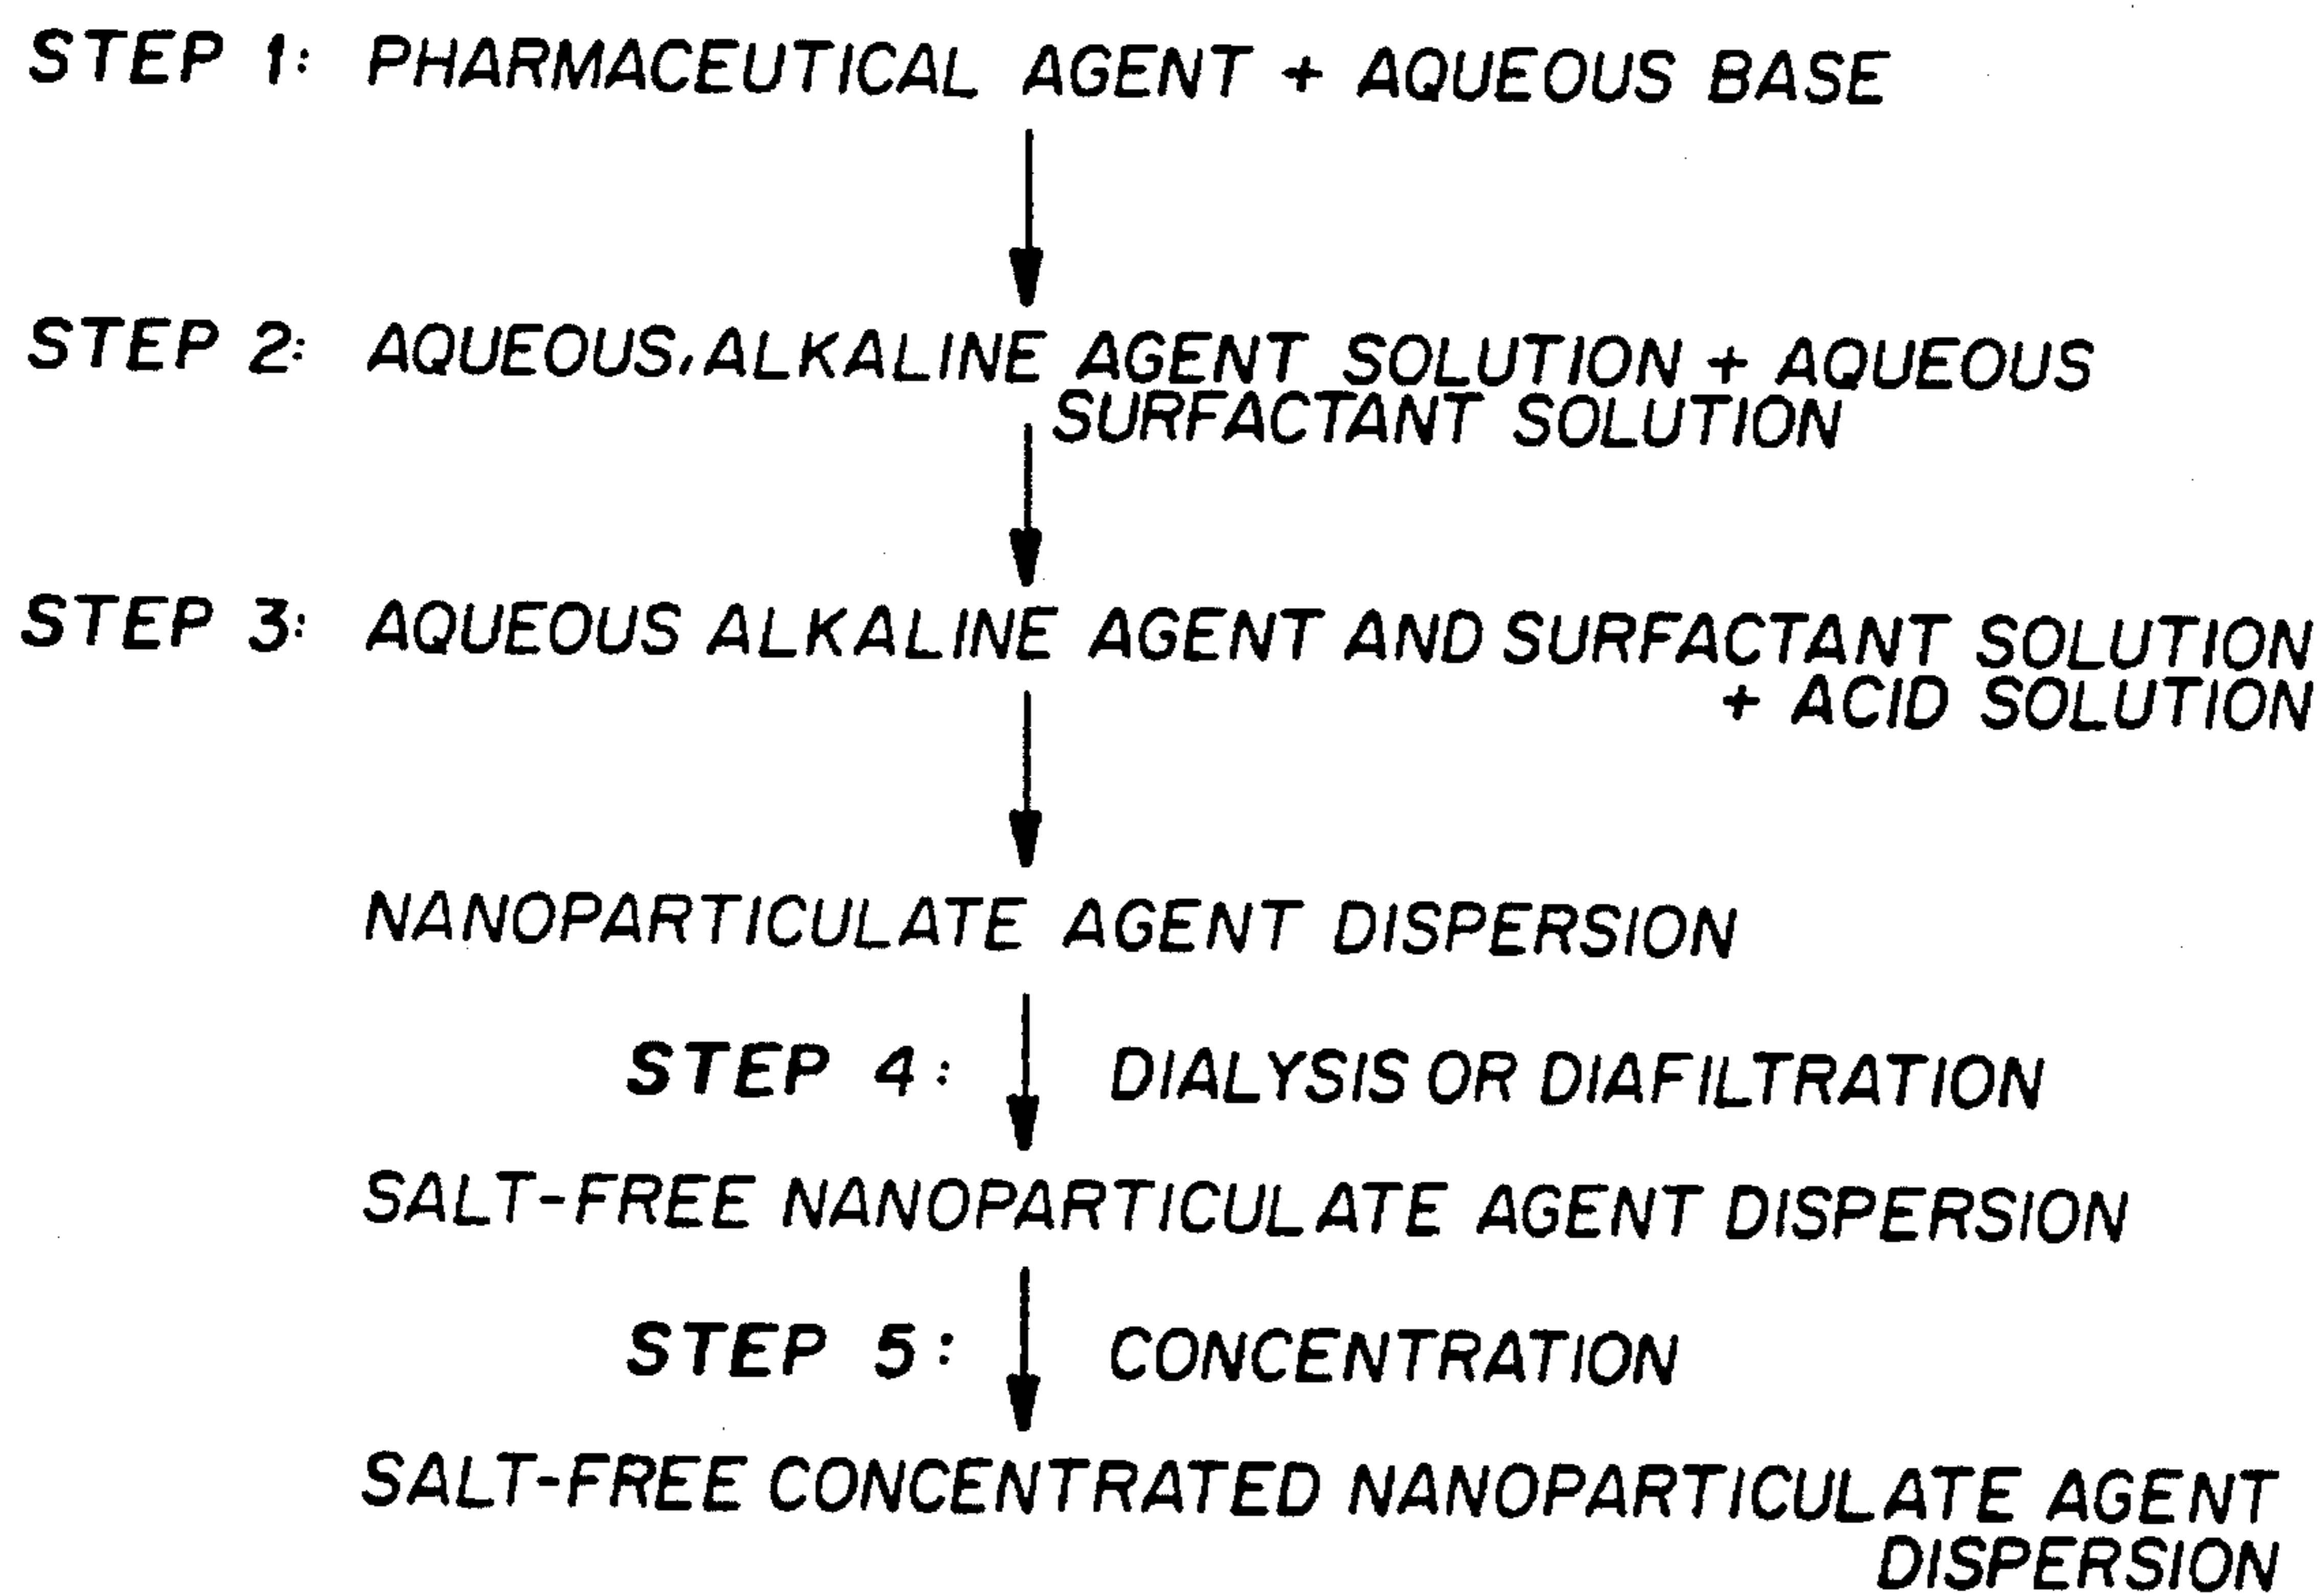 STEP 1: PHARMACEUTICAL AGENT + AQUEOUS BASE
STEP 2: AQUEOUS, ALKALINE AGENT SOLUTION + AQUEOUS
SURFACTANT SOLUTION
STEP 3: AQUEOUS ALKALINE AGENT AND SURFACTANT SOLUTION
+ ACID SOLUTION
NANOPARTICULATE AGENT DISPERSION
STEP 4: DIALYSIS OR DIAFILTRATION
SALT-FREE NANOPARTICULATE AGENT DISPERSION
STEP 5: CONCENTRATION
SALT-FREE CONCENTRATED NANOPARTICULATE AGENT
DISPERSION